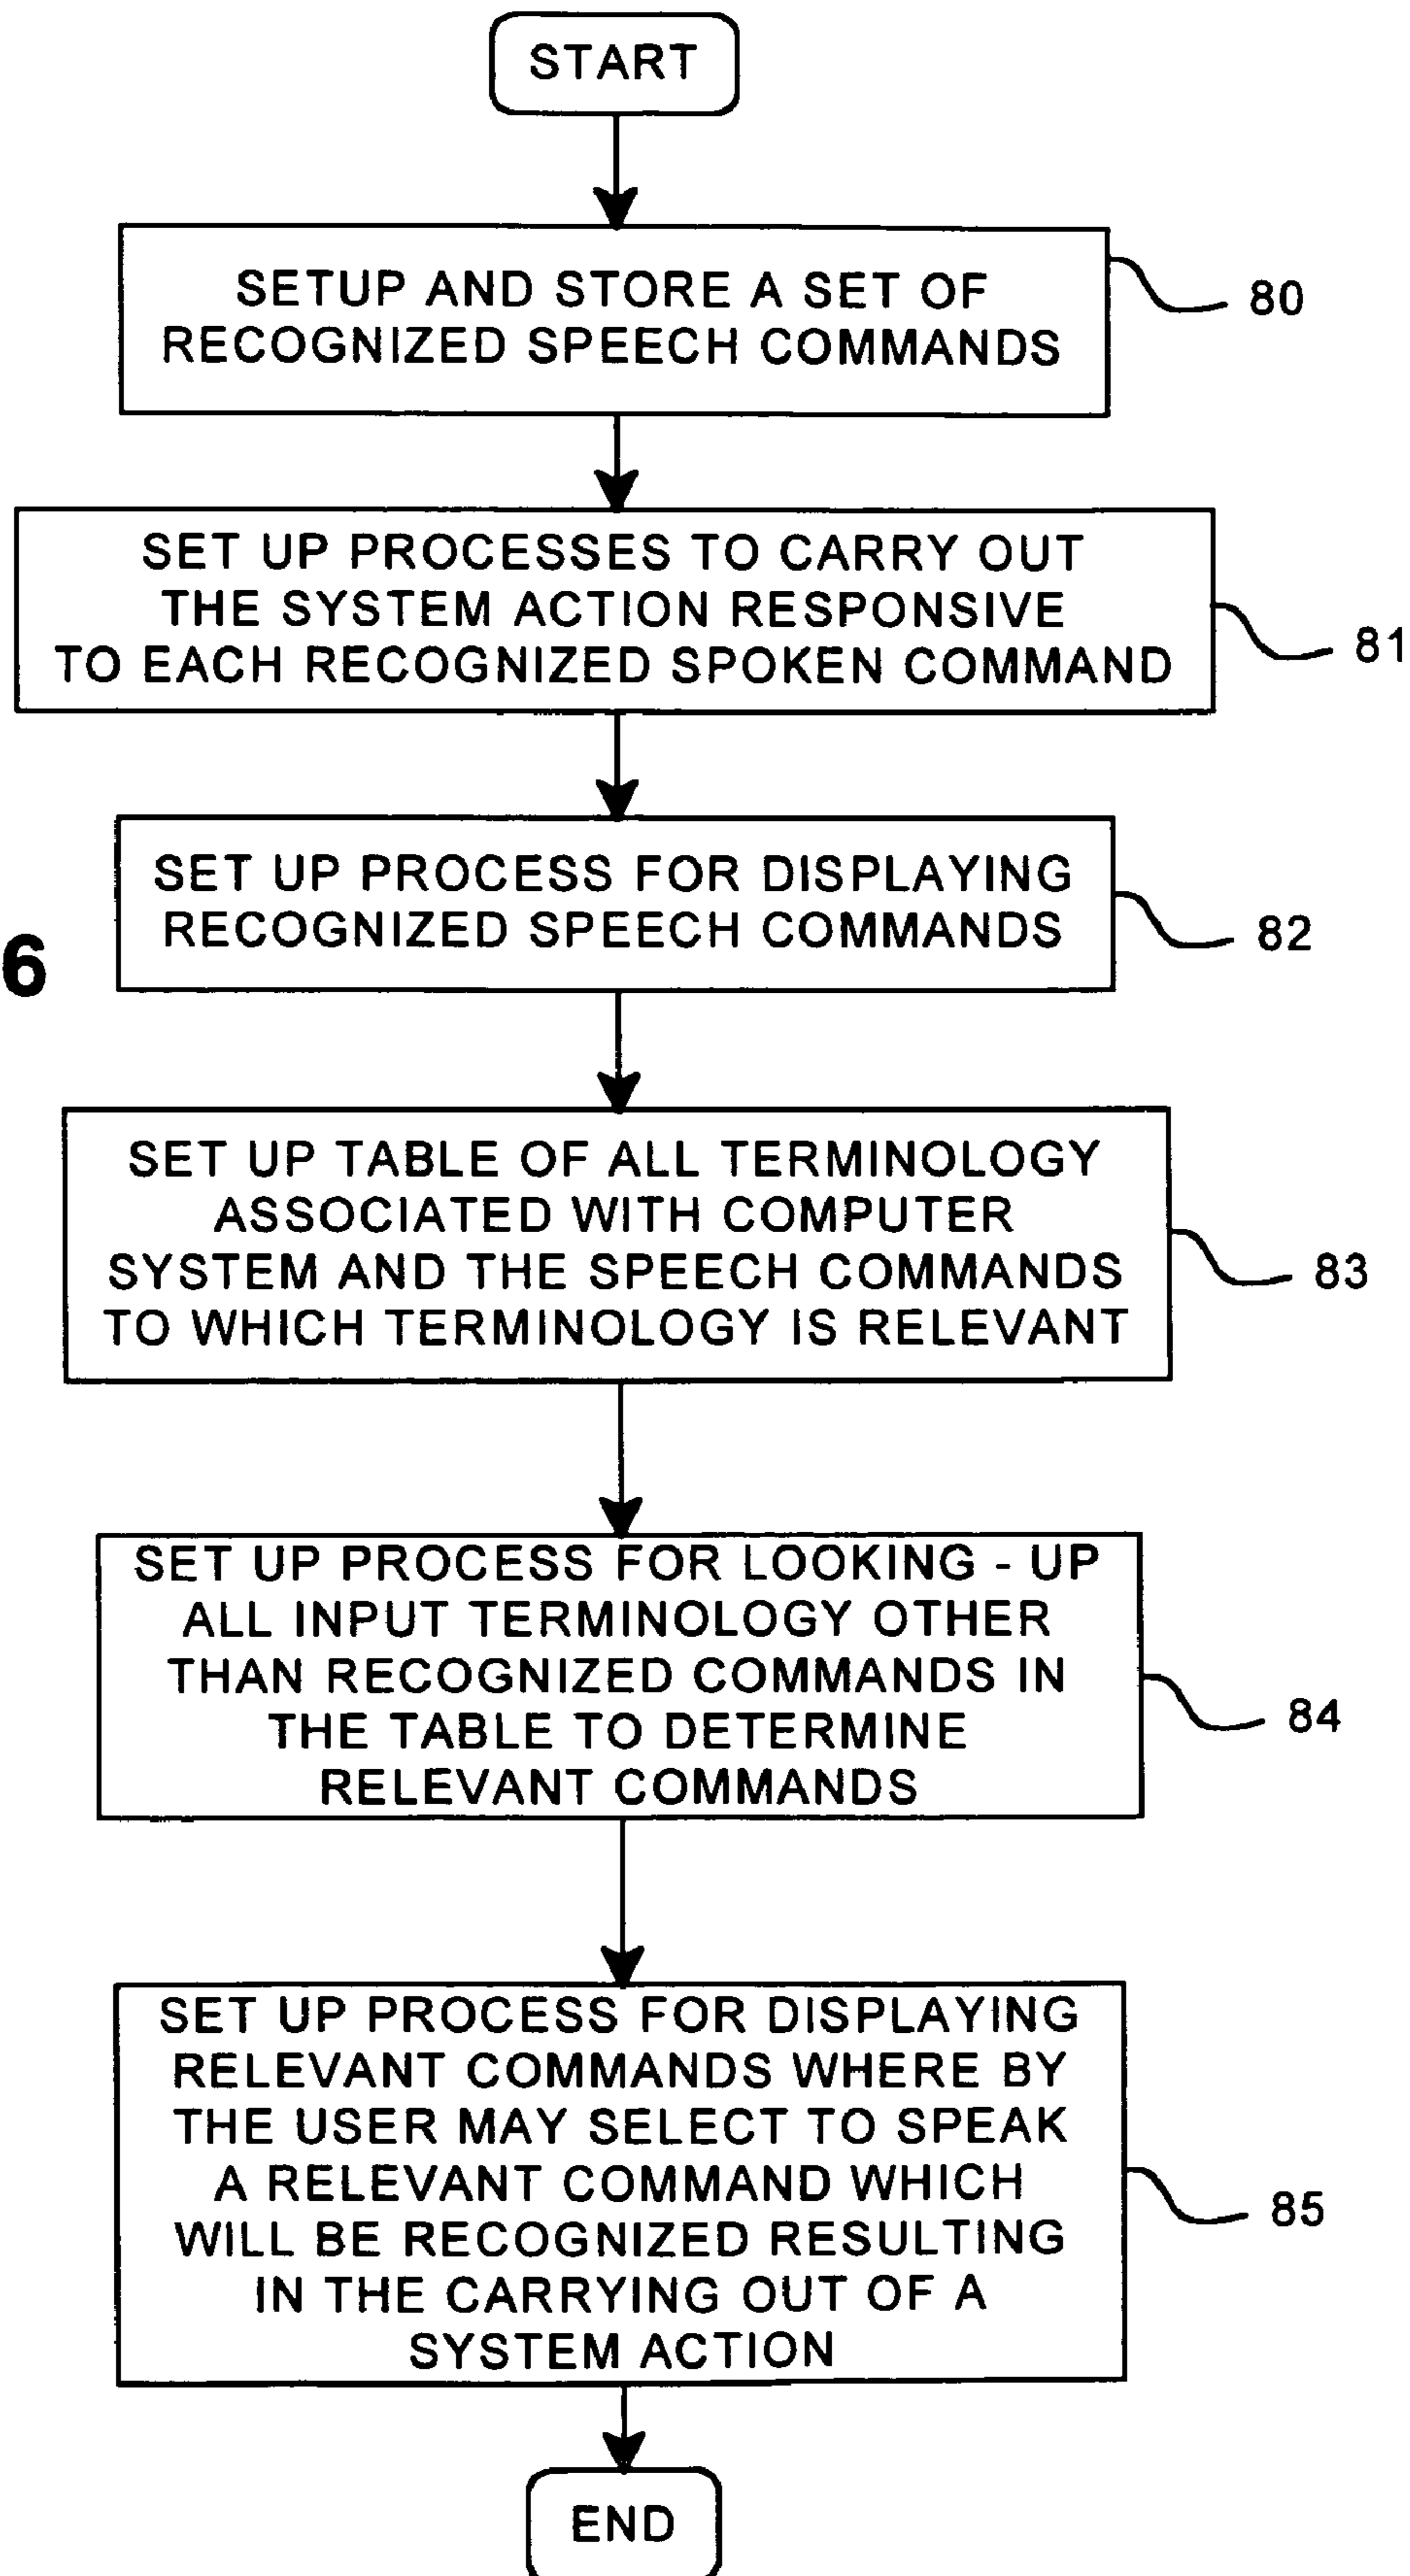 START
SETUP AND STORE A SET OF
RECOGNIZED SPEECH COMMANDS
80
SET UP PROCESSES TO CARRY OUT
THE SYSTEM ACTION RESPONSIVE
TO EACH RECOGNIZED SPOKEN COMMAND
81
SET UP PROCESS FOR DISPLAYING
RECOGNIZED SPEECH COMMANDS
82
6
SET UP TABLE OF ALL TERMINOLOGY
ASSOCIATED WITH COMPUTER
SYSTEM AND THE SPEECH COMMANDS
TO WHICH TERMINOLOGY IS RELEVANT
83
SET UP PROCESS FOR LOOKING - UP
ALL INPUT TERMINOLOGY OTHER
THAN RECOGNIZED COMMANDS IN
THE TABLE TO DETERMINE
RELEVANT COMMANDS
84
SET UP PROCESS FOR DISPLAYING
RELEVANT COMMANDS WHERE BY
THE USER MAY SELECT TO SPEAK
A RELEVANT COMMAND WHICH
WILL BE RECOGNIZED RESULTING
IN THE CARRYING OUT OF A
SYSTEM ACTION
85
END